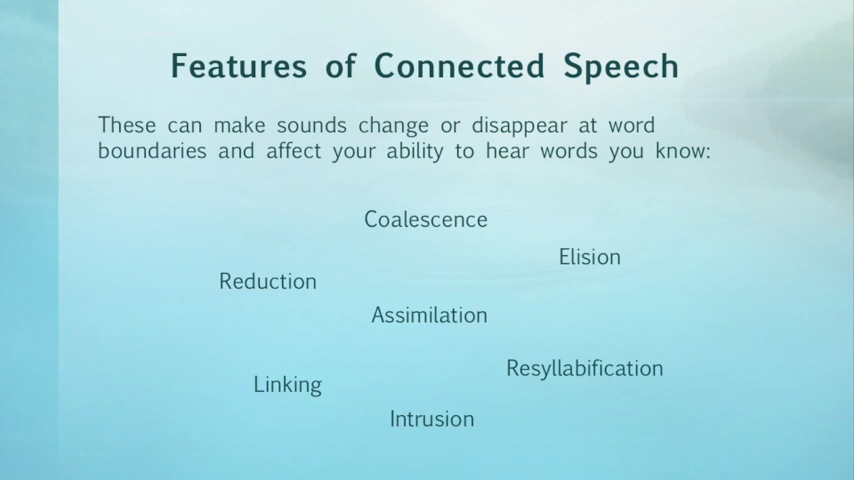 Features of Connected Speech
These can make sounds change or disappear at word
boundaries and affect your ability to hear words you know:
Coalescence
Elision
Reduction
Assimilation
Resyllabification
Linking
Intrusion